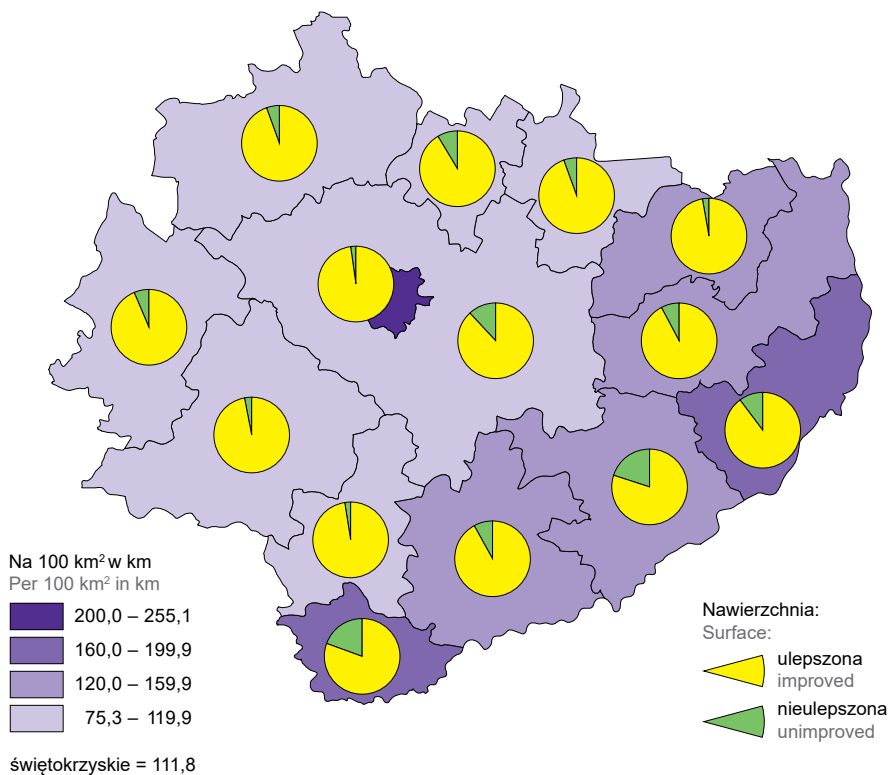 Na 100 km² w km
Per 100 km² in km
200,0 – 255,1
160,0 – 199,9
120,0 – 159,9
75,3 – 119,9
świętokrzyskie = 111,8
Nawierzchnia:
Surface:
ulepszona
improved
nieulepszona
unimproved